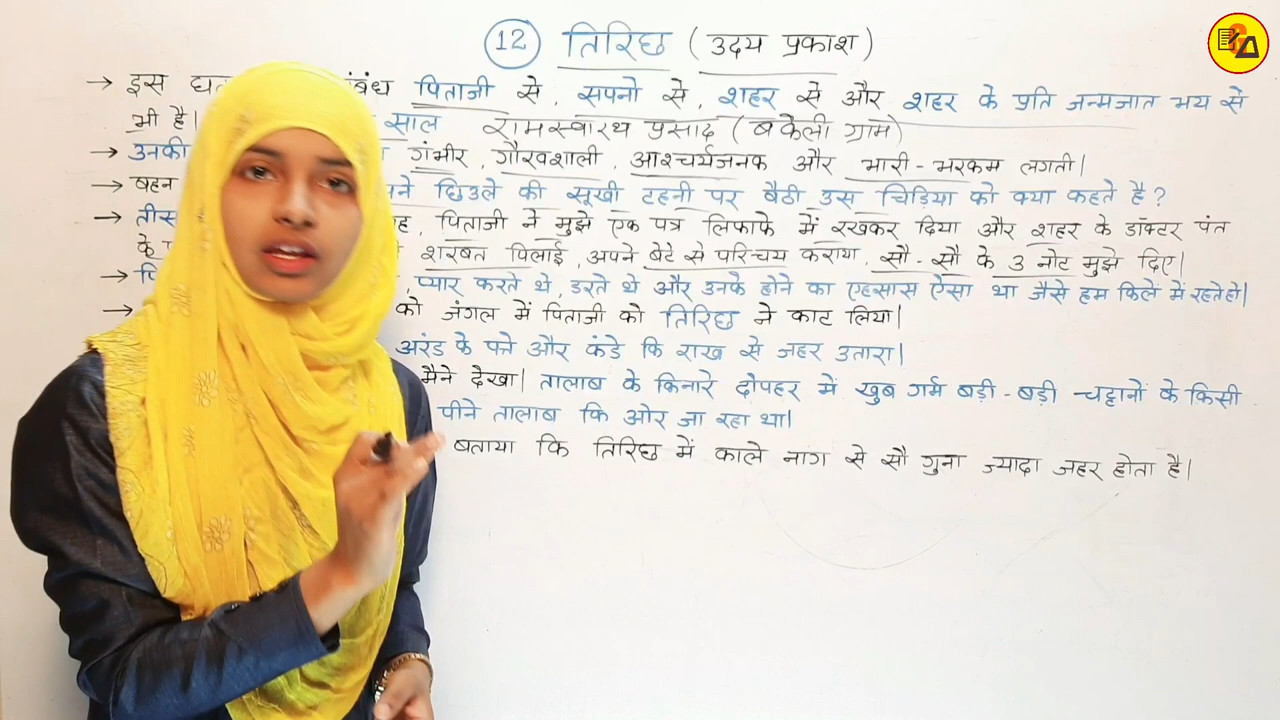 12 तिरिछ (उदय प्रकाश)
→ इस पिताजी से, सपनो से, शहर से और शहर के प्रति जन्मजात भय से
भी है। साल रामस्वारथ प्रसाद (बकेली ग्राम)
→ उनकी गंभीर, गौरवशाली, आश्चर्यजनक और भारी-भरकम लगती।
→ बहन छिउले की सूखी टहनी पर बैठी उस चिड़िया को क्या कहते है?
→ पिताजी ने मुझे एक पत्र लिफाफे में रखकर दिया और शहर के डॉक्टर पंत
के शरबत पिलाई, अपने बेटे से परिचय कराया, सौ-सौ के 3 नोट मुझे दिए।
→ , प्यार करते थे, डरते थे और उनके होने का एहसास ऐसा था जैसे हम किले में रहते हो।
→ को जंगल में पिताजी को तिरिछ ने काट लिया।
अरंड के पत्ते और कंडे कि राख से जहर उतारा।
मैने देखा। तालाब के किनारे दोपहर में खुब गर्म बड़ी-बड़ी चट्टानों के किसी
पीने तालाब कि ओर जा रहा था।
बताया कि तिरिछ में काले नाग से सौ गुना ज्यादा जहर होता है।